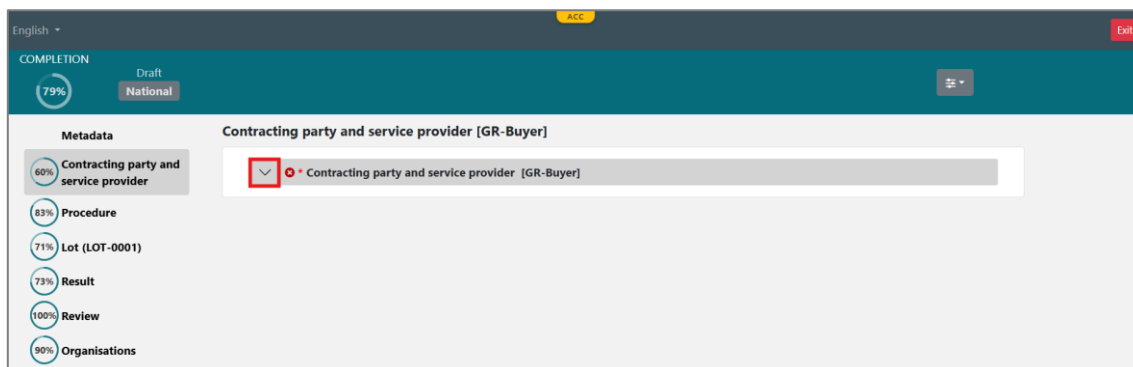 ACC
English
Exit
COMPLETION
79%
Draft
National
Metadata
60%
Contracting party and
service provider
83%
Procedure
71%
Lot (LOT-0001)
73%
Result
100%
Review
90%
Organisations
Contracting party and service provider [GR-Buyer]
* Contracting party and service provider [GR-Buyer]